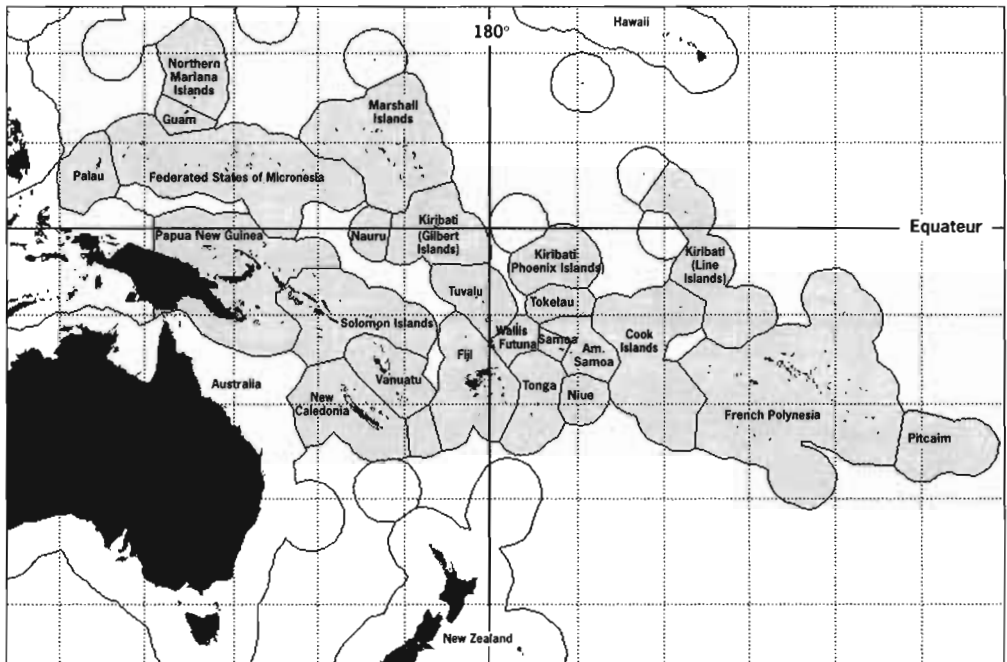 Hawaii
180°
Northern
Mariana
Islands
Guam
Marshall
Islands
Palau
Federated States of Micronesia
Equateur
Papua New Guinea
Nauru
Kiribati
(Gilbert
Islands)
Kiribati
(Phoenix Islands)
Kiribati
(Line
Islands)
Tuvalu
Tokelau
Solomon Islands
Wallis
& Futuna
Samoa
Am.
Samoa
Cook
Islands
Fiji
Vanuatu
Australia
New
Caledonia
Tonga
Niue
French Polynesia
Pitcairn
New Zealand